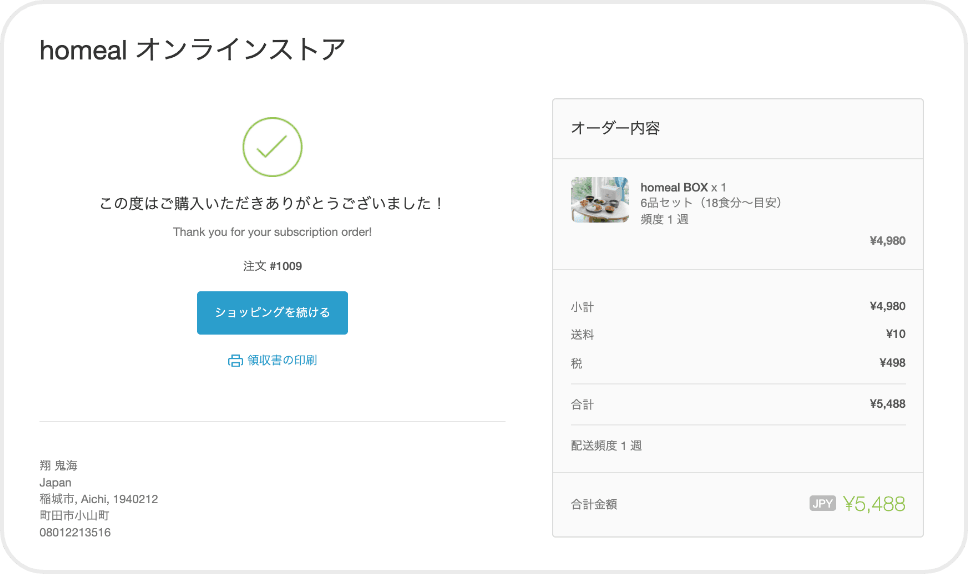 homeal オンラインストア
この度はご購入いただきありがとうございました！
Thank you for your subscription order!
注文 #1009
ショッピングを続ける
領収書の印刷
翔 鬼海
Japan
稲城市, Aichi, 1940212
町田市小山町
08012213516
オーダー内容
homeal BOX x 1
6品セット（18食分〜目安）
頻度 1 週
¥4,980
小計 ¥4,980
送料 ¥10
税 ¥498
合計 ¥5,488
配送頻度 1 週
合計金額 JPY ¥5,488